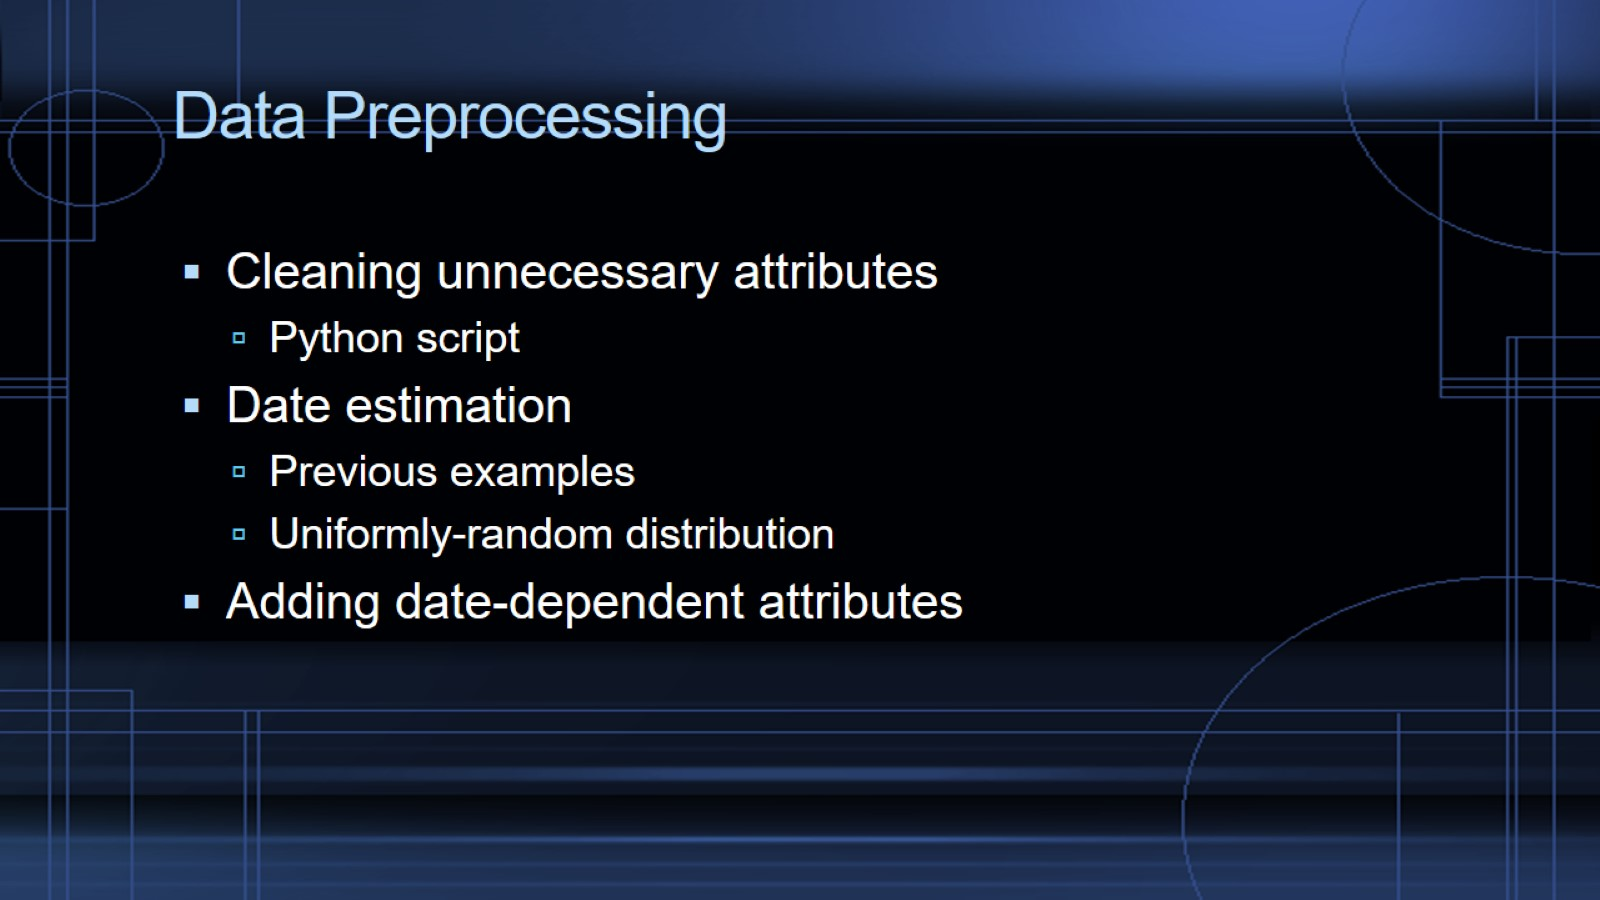 Data Preprocessing
Cleaning unnecessary attributes
Python script
Date estimation
Previous examples
Uniformly-random distribution
Adding date-dependent attributes